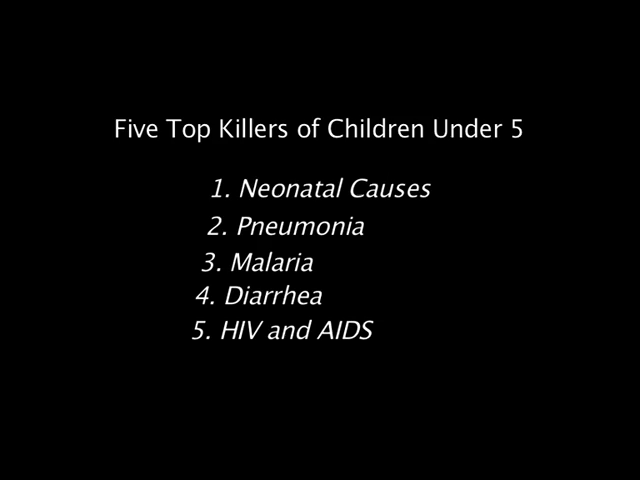 Five Top Killers of Children Under 5
1. Neonatal Causes
2. Pneumonia
3. Malaria
4. Diarrhea
5. HIV and AIDS